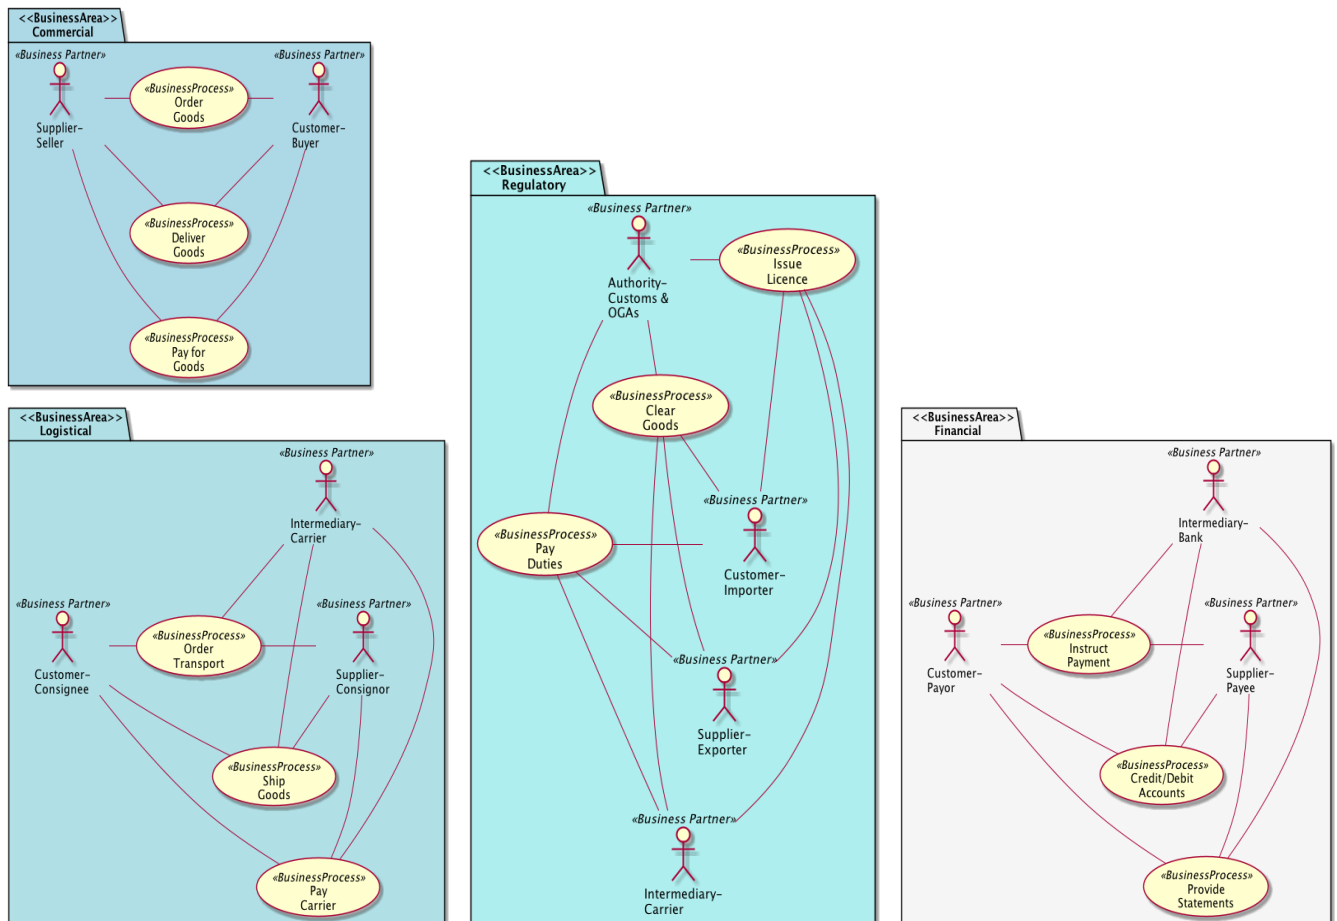 <<BusinessArea>>
Commercial
«Business Partner»
Supplier-
Seller
«BusinessProcess»
Order
Goods
«Business Partner»
Customer-
Buyer
«BusinessProcess»
Deliver
Goods
«BusinessProcess»
Pay for
Goods
<<BusinessArea>>
Logistical
«Business Partner»
Intermediary-
Carrier
«Business Partner»
Customer-
Consignee
«BusinessProcess»
Order
Transport
«Business Partner»
Supplier-
Consignor
«BusinessProcess»
Ship
Goods
«BusinessProcess»
Pay
Carrier
<<BusinessArea>>
Regulatory
«Business Partner»
Authority-
Customs &
OGAs
«BusinessProcess»
Issue
Licence
«BusinessProcess»
Clear
Goods
«Business Partner»
Customer-
Importer
«BusinessProcess»
Pay
Duties
«Business Partner»
Supplier-
Exporter
«Business Partner»
Intermediary-
Carrier
<<BusinessArea>>
Financial
«Business Partner»
Intermediary-
Bank
«Business Partner»
Customer-
Payor
«BusinessProcess»
Instruct
Payment
«Business Partner»
Supplier-
Payee
«BusinessProcess»
Credit/Debit
Accounts
«BusinessProcess»
Provide
Statements